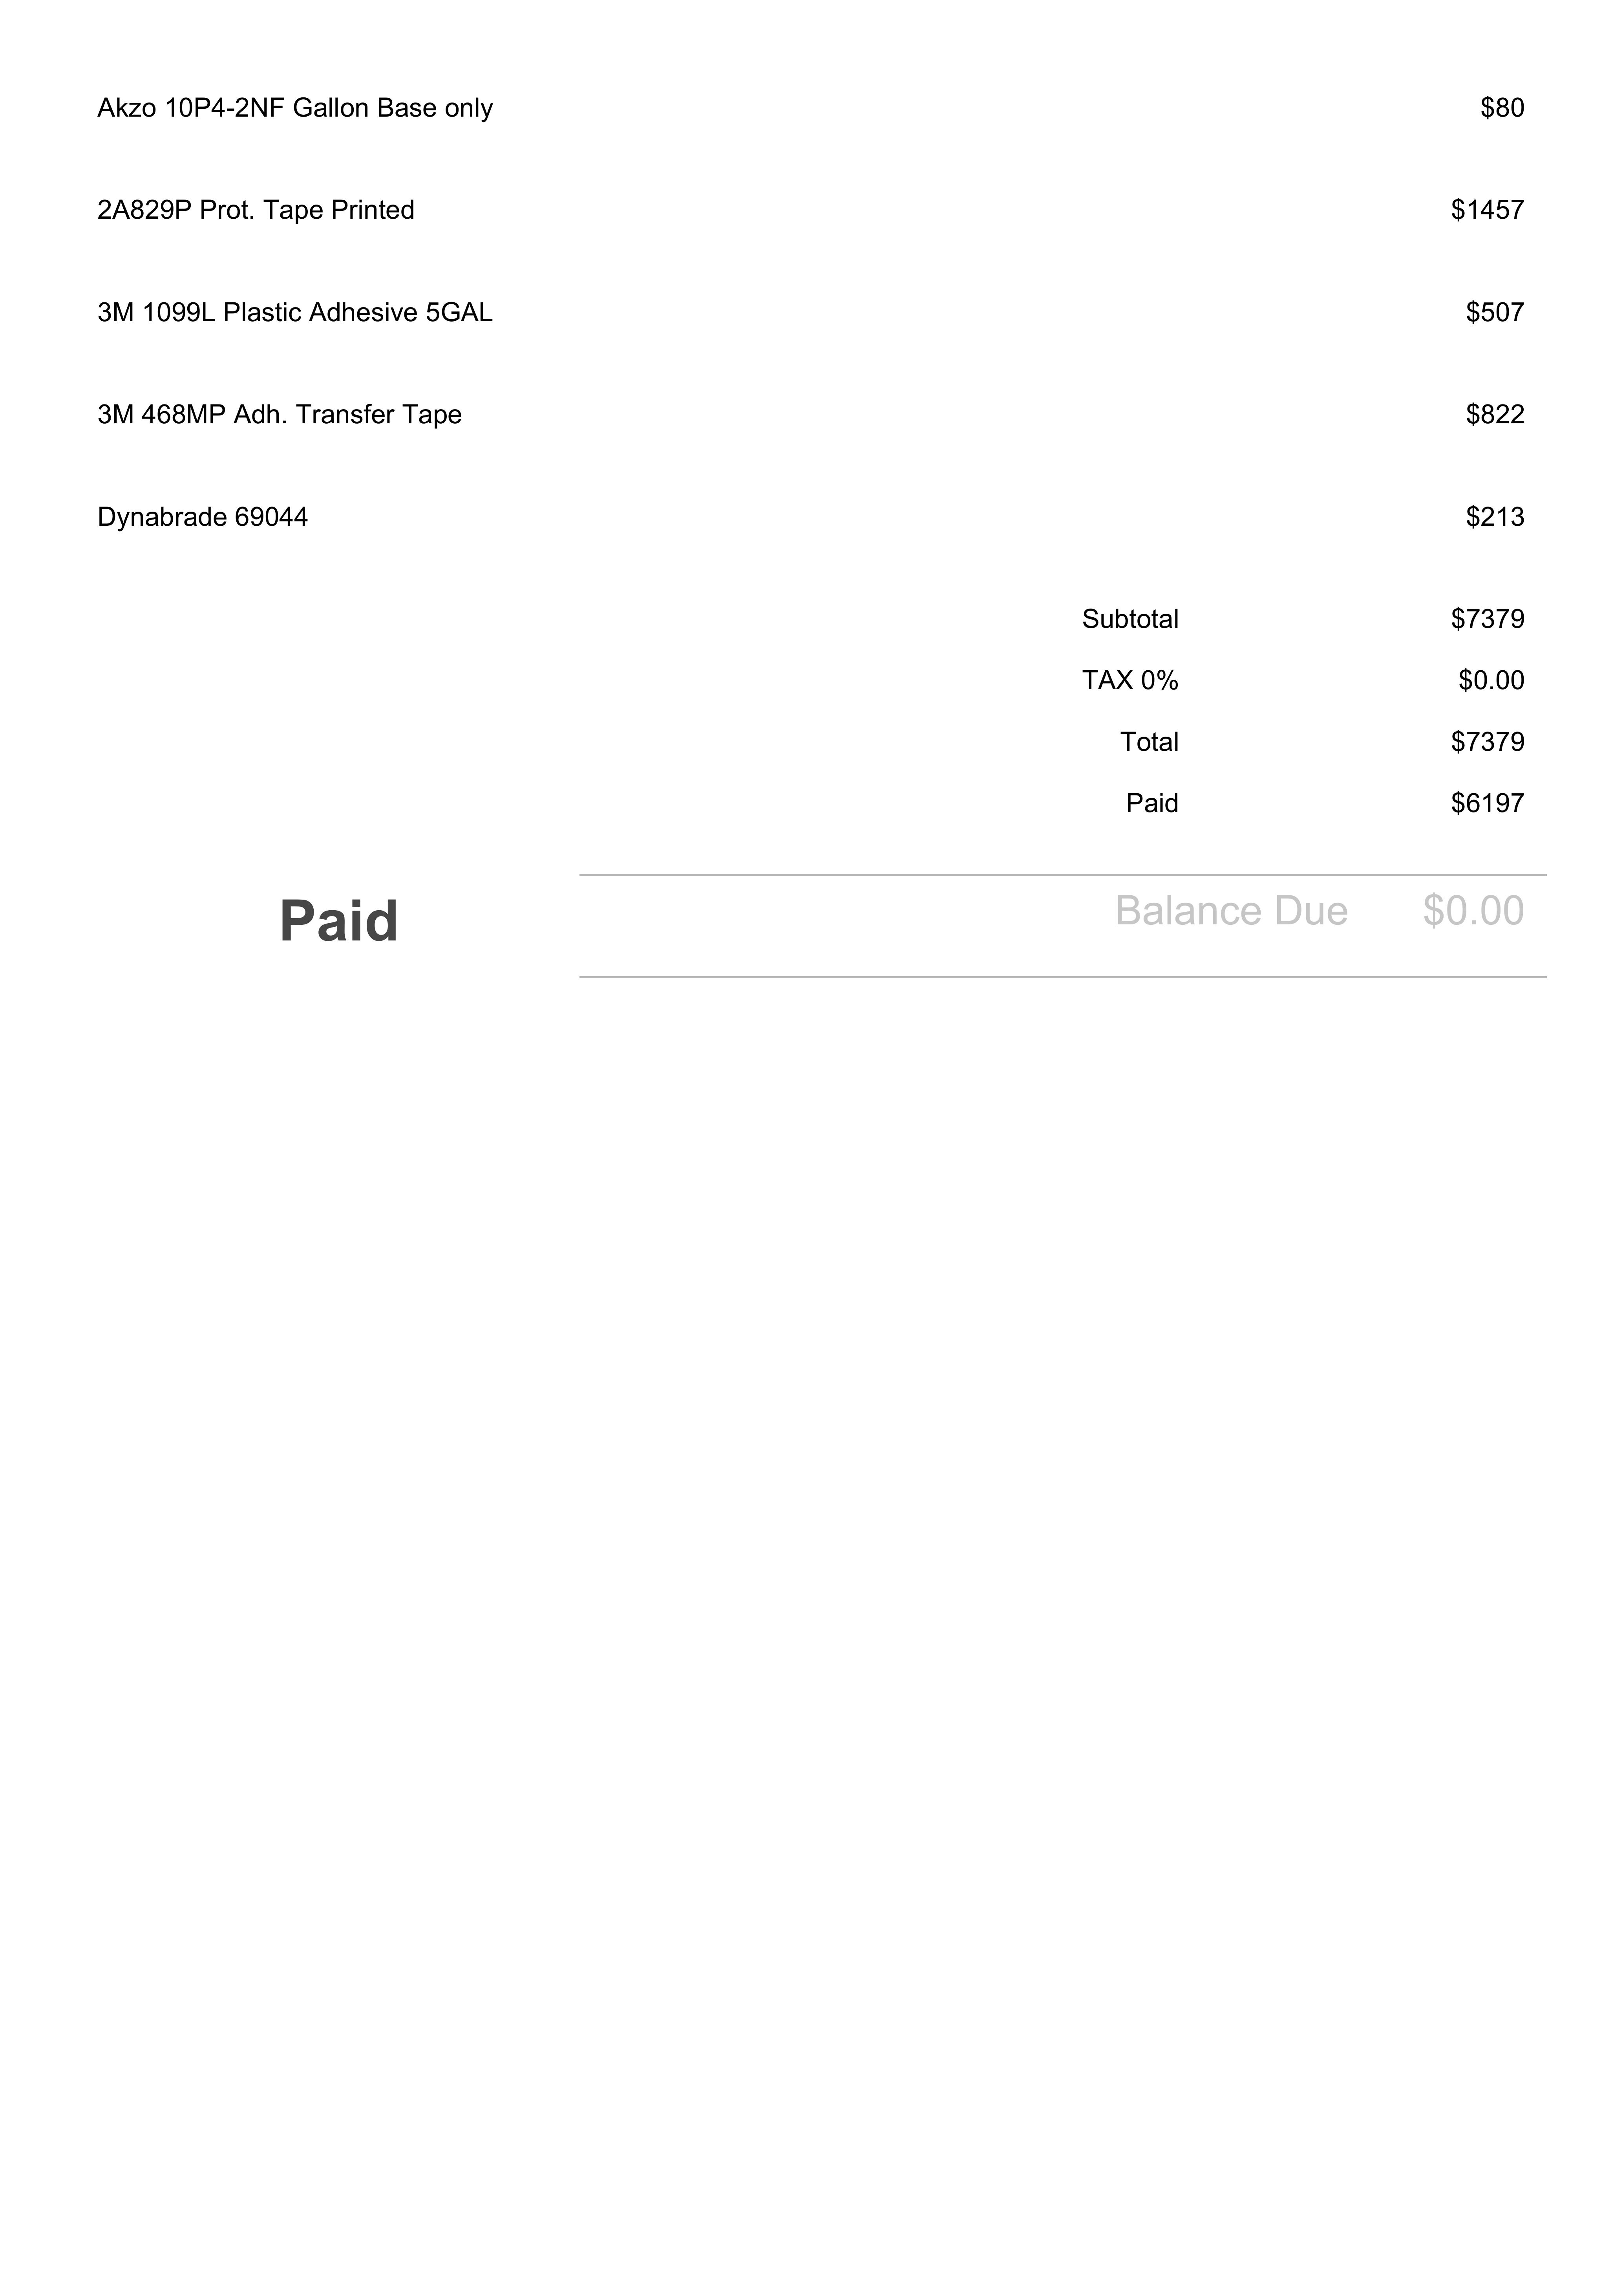 Akzo 10P4-2NF Gallon Base only $80
2A829P Prot. Tape Printed $1457
3M 1099L Plastic Adhesive 5GAL $507
3M 468MP Adh. Transfer Tape $822
Dynabrade 69044 $213
Subtotal $7379
TAX 0% $0.00
Total $7379
Paid $6197
Paid Balance Due $0.00